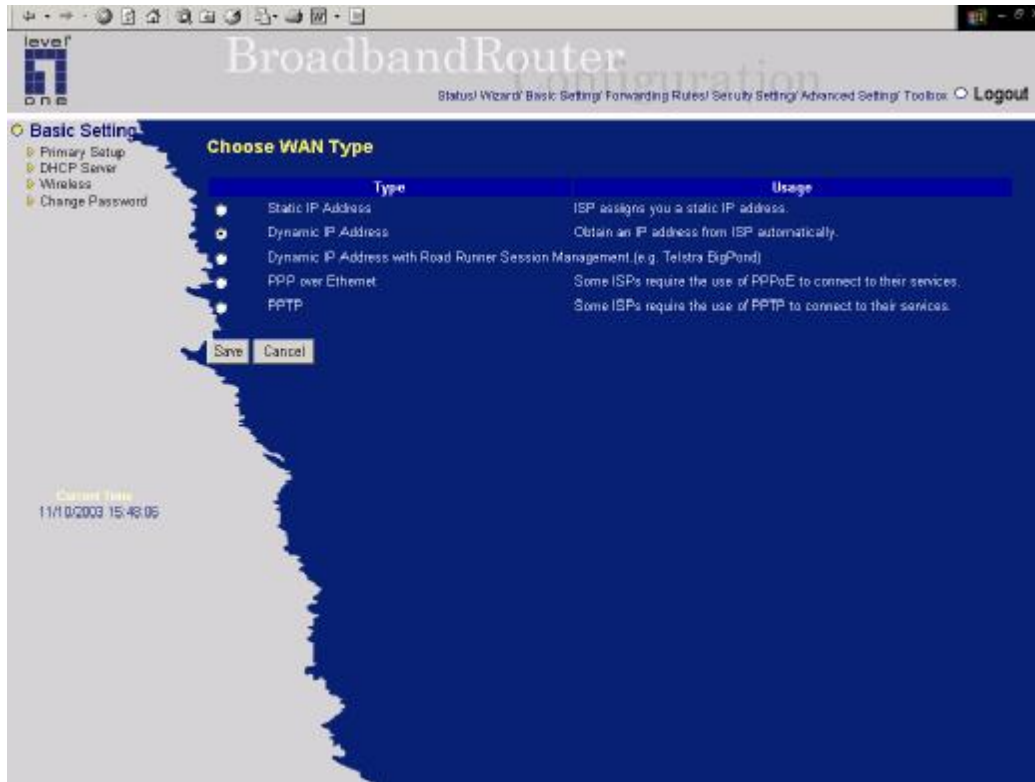 level
one
BroadbandRouter
Configuration
Status/ Wizard/ Basic Setting/ Forwarding Rules/ Security Setting/ Advanced Setting/ Toolbox Logout
Basic Setting
Primary Setup
DHCP Server
Wireless
Change Password
Choose WAN Type
Type Usage
Static IP Address ISP assigns you a static IP address.
Dynamic IP Address Obtain an IP address from ISP automatically.
Dynamic IP Address with Road Runner Session Management.(e.g. Telstra BigPond)
PPP over Ethernet Some ISPs require the use of PPPoE to connect to their services.
PPTP Some ISPs require the use of PPTP to connect to their services.
Save Cancel
Current Time
11/10/2003 15:48:06